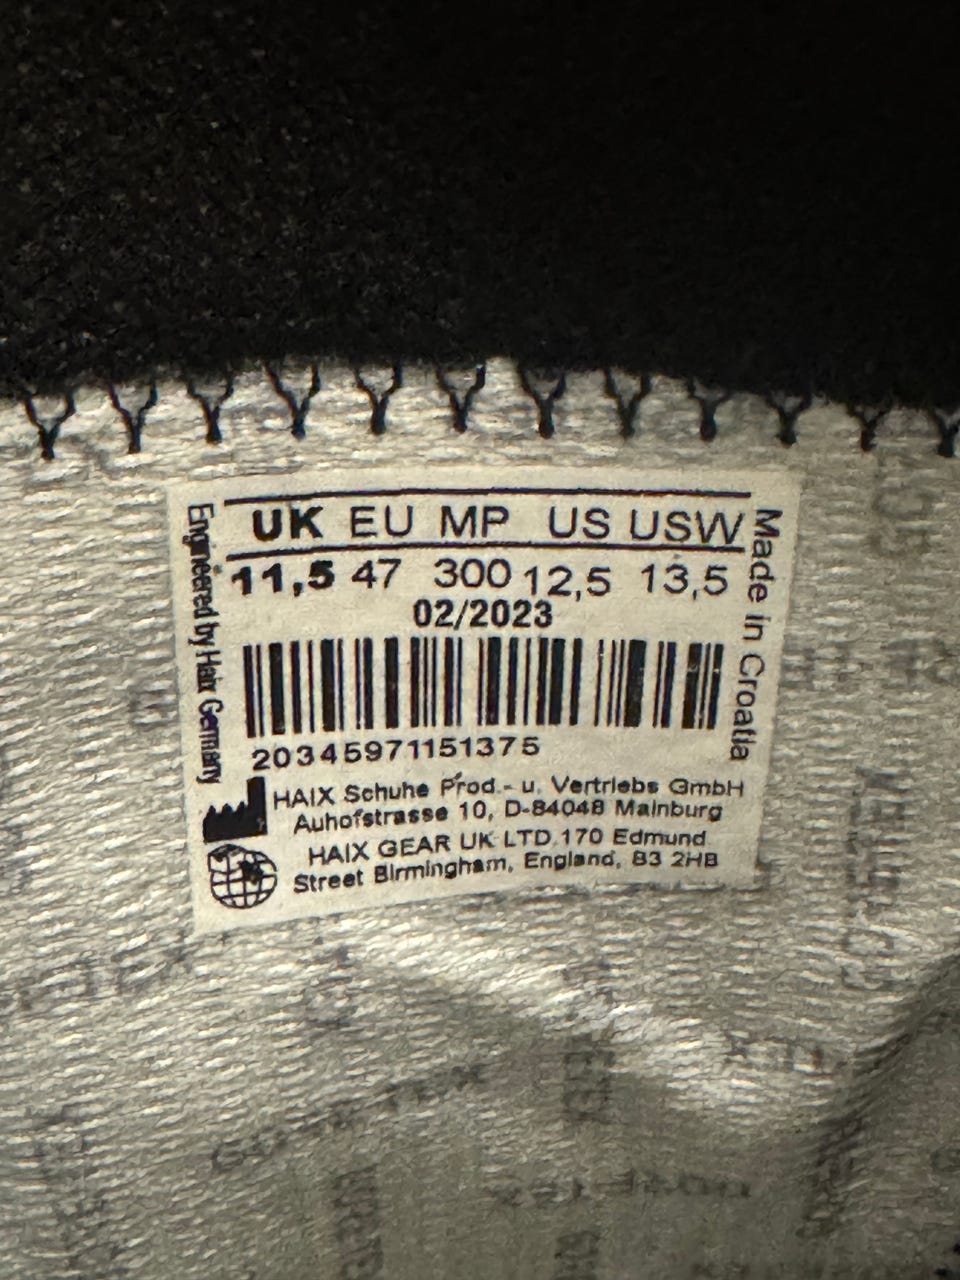 Engineered by Haix Germany
UK EU MP US USW
11,5 47 300 12,5 13,5
02/2023
20345971151375
HAIX Schuhe Prod.- u. Vertriebs GmbH
Auhofstrasse 10, D-84048 Mainburg
HAIX GEAR UK LTD.170 Edmund
Street Birmingham, England, B3 2HB
Made in Croatia